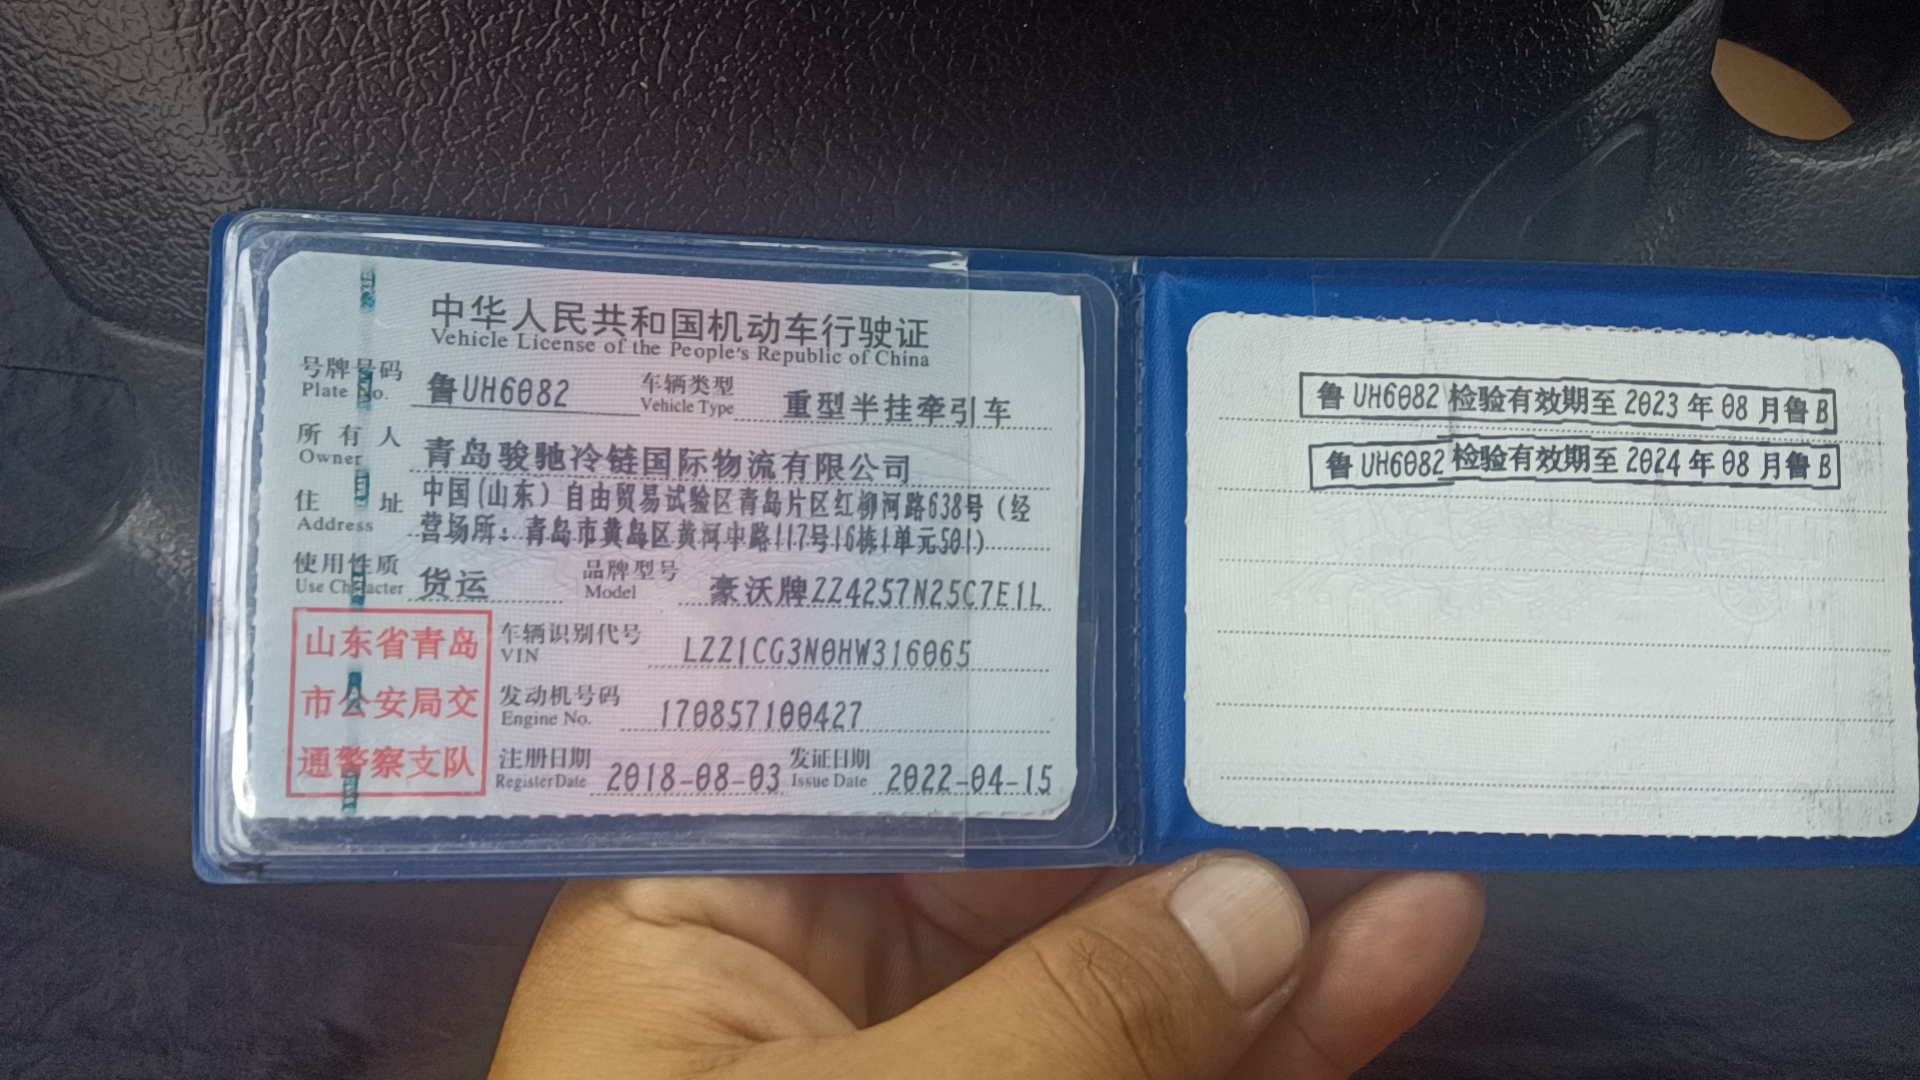 中华人民共和国机动车行驶证
Vehicle License of the People's Republic of China
号牌号码 鲁UH6082 车辆类型 重型半挂牵引车
Plate No. Vehicle Type
所有人 青岛骏驰冷链国际物流有限公司
Owner
住址 中国(山东)自由贸易试验区青岛片区红柳河路638号(经
Address 营场所:青岛市黄岛区黄河中路117号16栋1单元501)
使用性质 货运 品牌型号 豪沃牌ZZ4257N25C7E1L
Use Character Model
山东省青岛
市公安局交
通警察支队
车辆识别代号 LZZ1CG3N0HW316065
VIN
发动机号码 170857100427
Engine No.
注册日期 2018-08-03 发证日期 2022-04-15
Register Date Issue Date
鲁UH6082 检验有效期至 2023年08月鲁B
鲁UH6082 检验有效期至 2024年08月鲁B